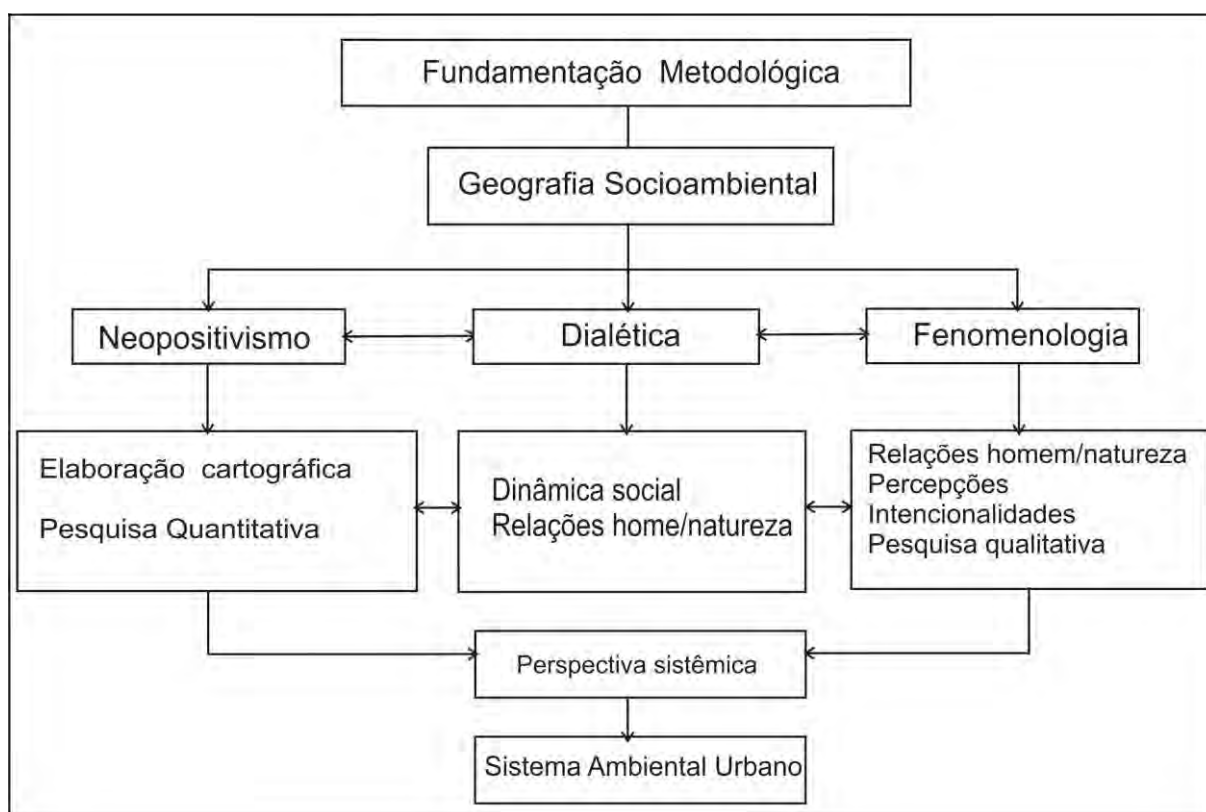 Fundamentação Metodológica
Geografia Socioambiental
Neopositivismo
Dialética
Fenomenologia
Elaboração cartográfica
Pesquisa Quantitativa
Dinâmica social
Relações home/natureza
Relações homem/natureza
Percepções
Intencionalidades
Pesquisa qualitativa
Perspectiva sistêmica
Sistema Ambiental Urbano